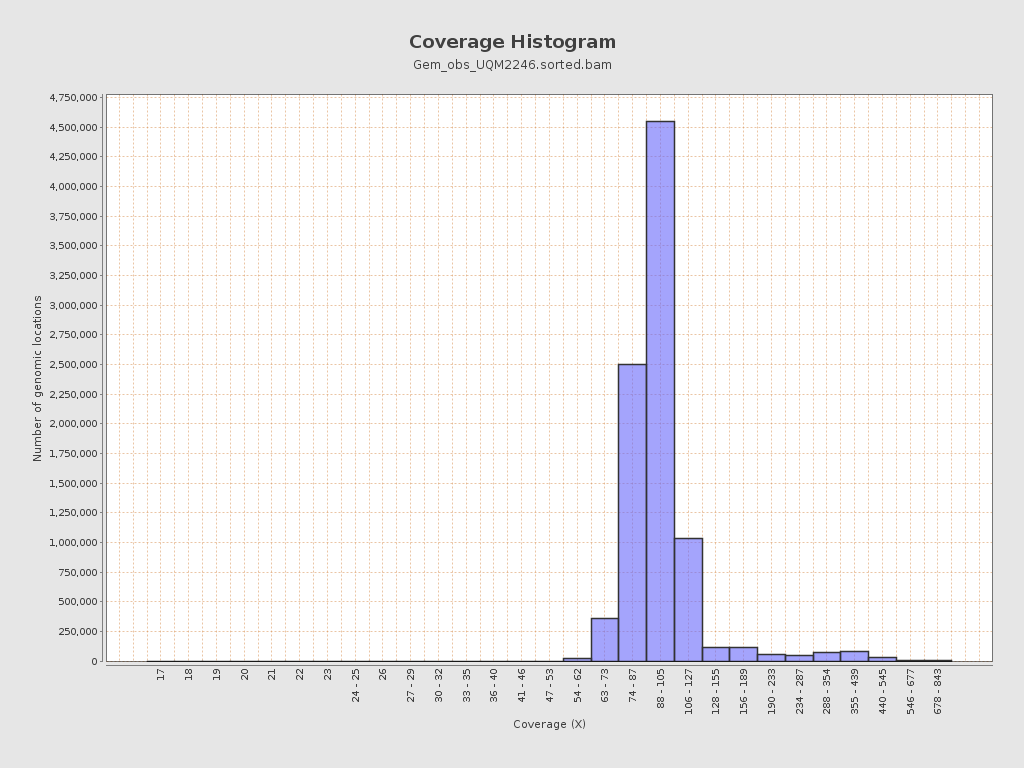 Coverage Histogram
Gem_obs_UQM2246.sorted.bam
Number of genomic locations
4,750,000
4,500,000
4,250,000
4,000,000
3,750,000
3,500,000
3,250,000
3,000,000
2,750,000
2,500,000
2,250,000
2,000,000
1,750,000
1,500,000
1,250,000
1,000,000
750,000
500,000
250,000
0
17
18
19
20
21
22
23
24 - 25
26
27 - 29
30 - 32
33 - 35
36 - 40
41 - 46
47 - 53
54 - 62
63 - 73
74 - 87
88 - 105
106 - 127
128 - 155
156 - 189
190 - 233
234 - 287
288 - 354
355 - 439
440 - 545
546 - 677
678 - 843
Coverage (X)